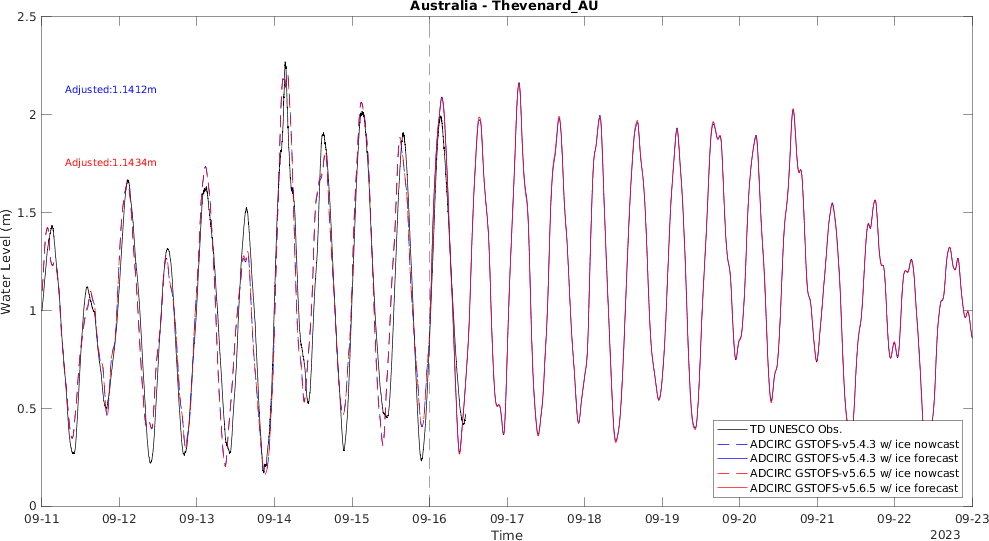 Australia - Thevenard_AU
2.5
2
1.5
1
0.5
0
Water Level (m)
Adjusted:1.1412m
Adjusted:1.1434m
TD UNESCO Obs.
ADCIRC GSTOFS-v5.4.3 w/ ice nowcast
ADCIRC GSTOFS-v5.4.3 w/ ice forecast
ADCIRC GSTOFS-v5.6.5 w/ ice nowcast
ADCIRC GSTOFS-v5.6.5 w/ ice forecast
09-11 09-12 09-13 09-14 09-15 09-16 09-17 09-18 09-19 09-20 09-21 09-22 09-23
Time
2023